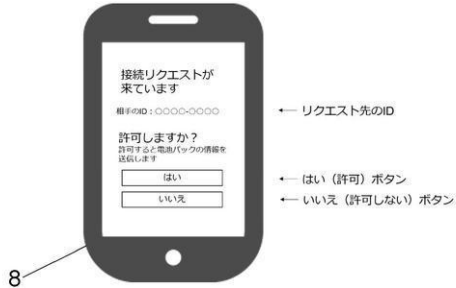 接続リクエストが
来ています
相手のID：○○○○-○○○○
← リクエスト先のID
許可しますか？
許可すると電池パックの情報を
送信します
はい
← はい（許可）ボタン
いいえ
← いいえ（許可しない）ボタン
8